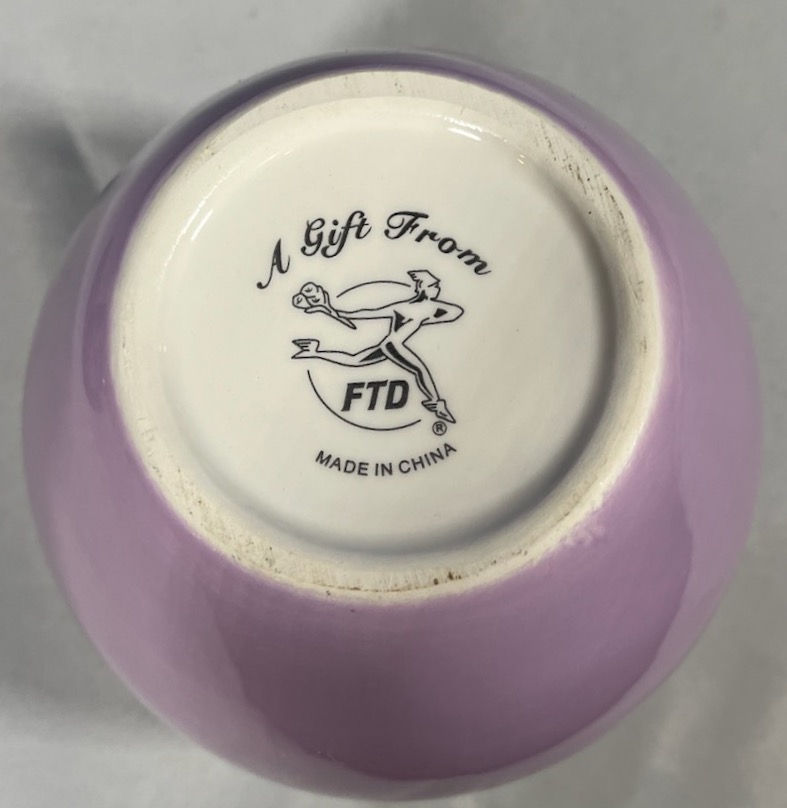 A Gift From
FTD
®
MADE IN CHINA